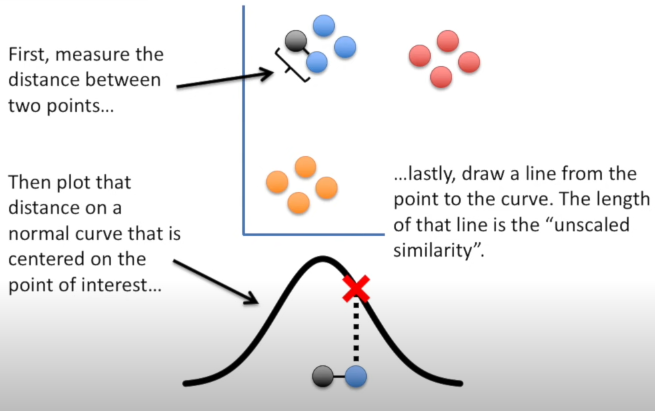 First, measure the
distance between
two points...
Then plot that
distance on a
normal curve that is
centered on the
point of interest...
...lastly, draw a line from the
point to the curve. The length
of that line is the “unscaled
similarity”.